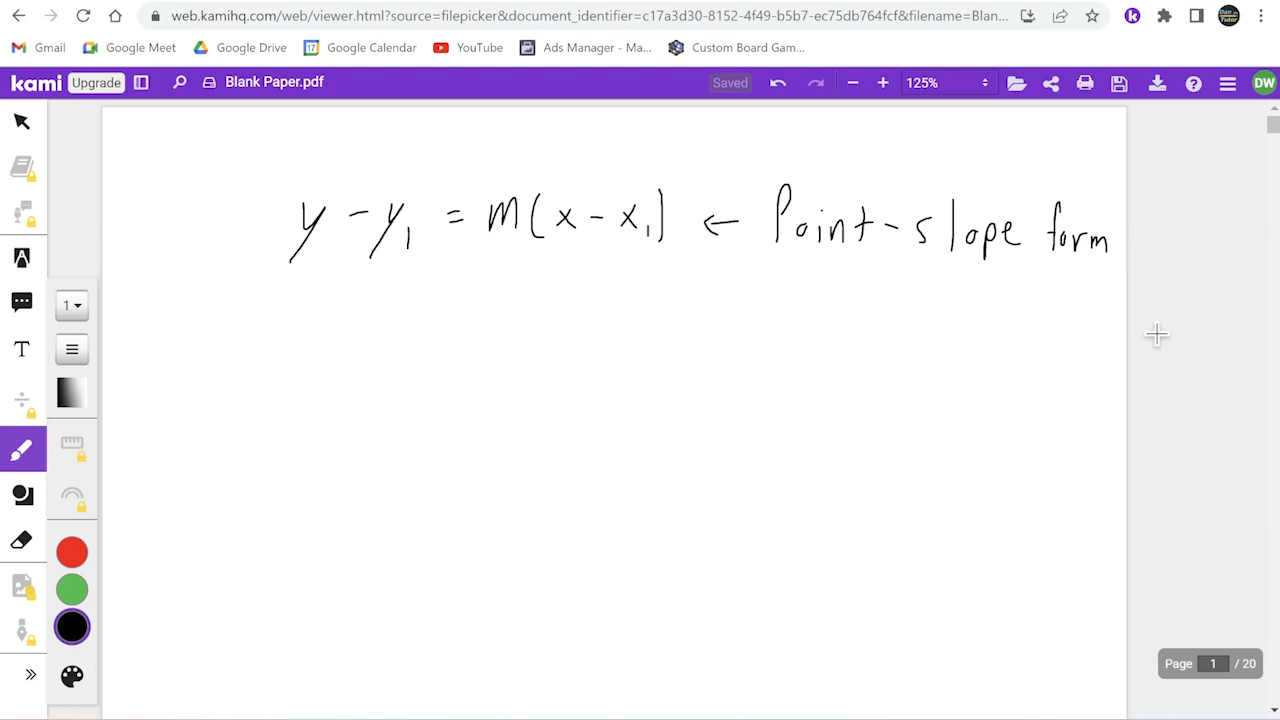 web.kamihq.com/web/viewer.html?source=filepicker&document_identifier=c17a3d30-8152-4f49-b5b7-ec75db764fcf&filename=Blan...
Gmail Google Meet Google Drive 17 Google Calendar YouTube Ads Manager - Ma... Custom Board Gam...
kami Upgrade Blank Paper.pdf Saved 125% DW
y - y₁ = m(x - x₁) ← Point-slope form
1
T
Page 1 / 20